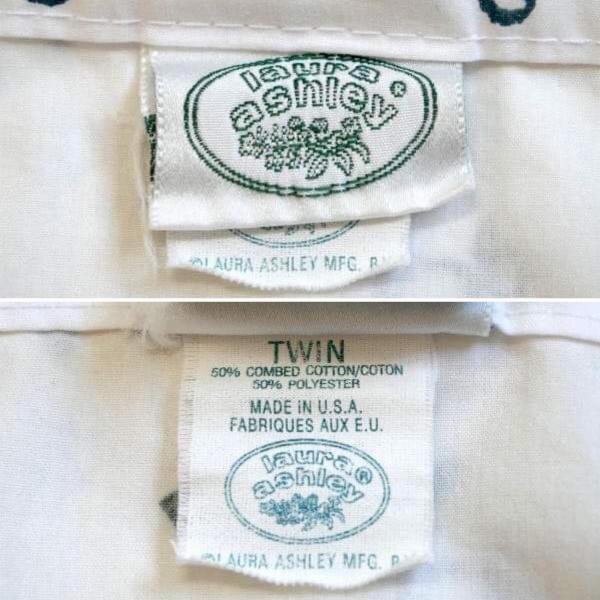 laura
ashley®
© LAURA ASHLEY MFG.
TWIN
50% COMBED COTTON/COTON
50% POLYESTER
MADE IN U.S.A.
FABRIQUES AUX E.U.
laura
ashley®
© LAURA ASHLEY MFG.